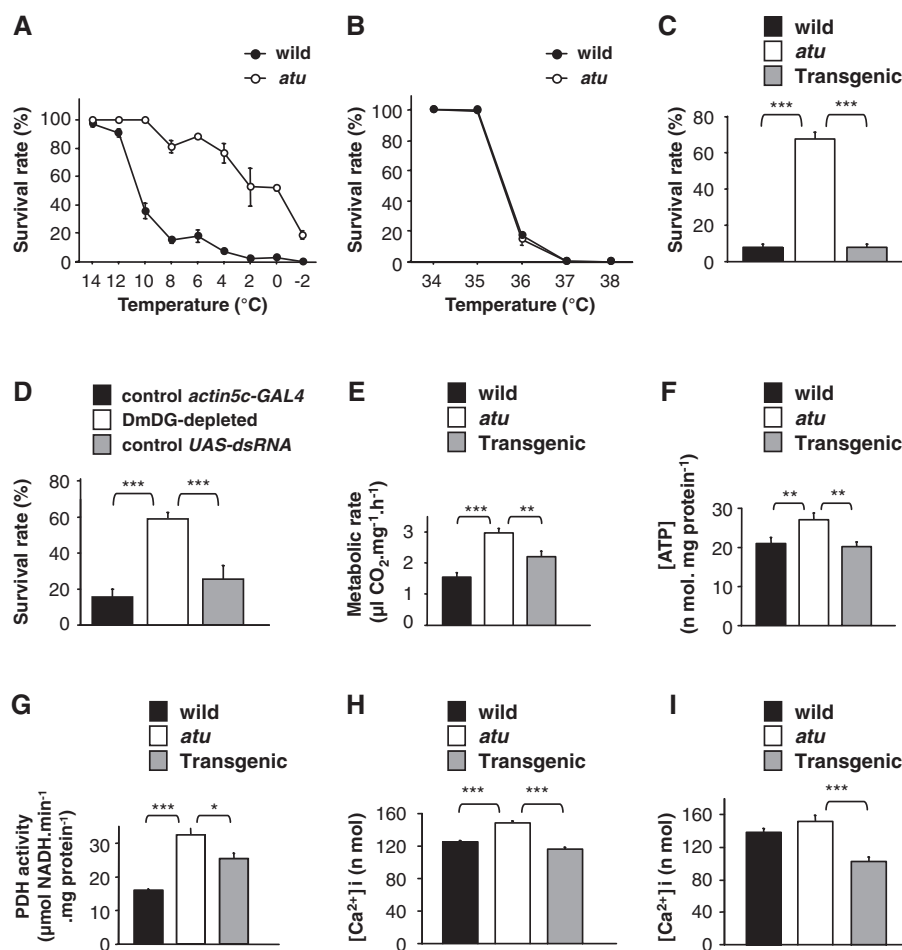 A
wild
atu
Survival rate (%)
100
80
60
40
20
0
14 12 10 8 6 4 2 0 -2
Temperature (°C)
B
wild
atu
Survival rate (%)
100
80
60
40
20
0
34 35 36 37 38
Temperature (°C)
C
wild
atu
Transgenic
Survival rate (%)
80
60
40
20
0
*** ***
D
control actin5c-GAL4
DmDG-depleted
control UAS-dsRNA
Survival rate (%)
80
60
40
20
0
*** ***
E
wild
atu
Transgenic
Metabolic rate
(µl CO2.mg-1.h-1)
3
2
1
0
*** **
F
wild
atu
Transgenic
[ATP]
(n mol. mg protein-1)
30
20
10
0
** **
G
wild
atu
Transgenic
PDH activity
(µmol NADH.min-1
.mg protein-1)
30
20
10
0
*** *
H
wild
atu
Transgenic
[Ca2+] i (n mol)
160
120
80
40
0
*** ***
I
wild
atu
Transgenic
[Ca2+] i (n mol)
160
120
80
40
0
***